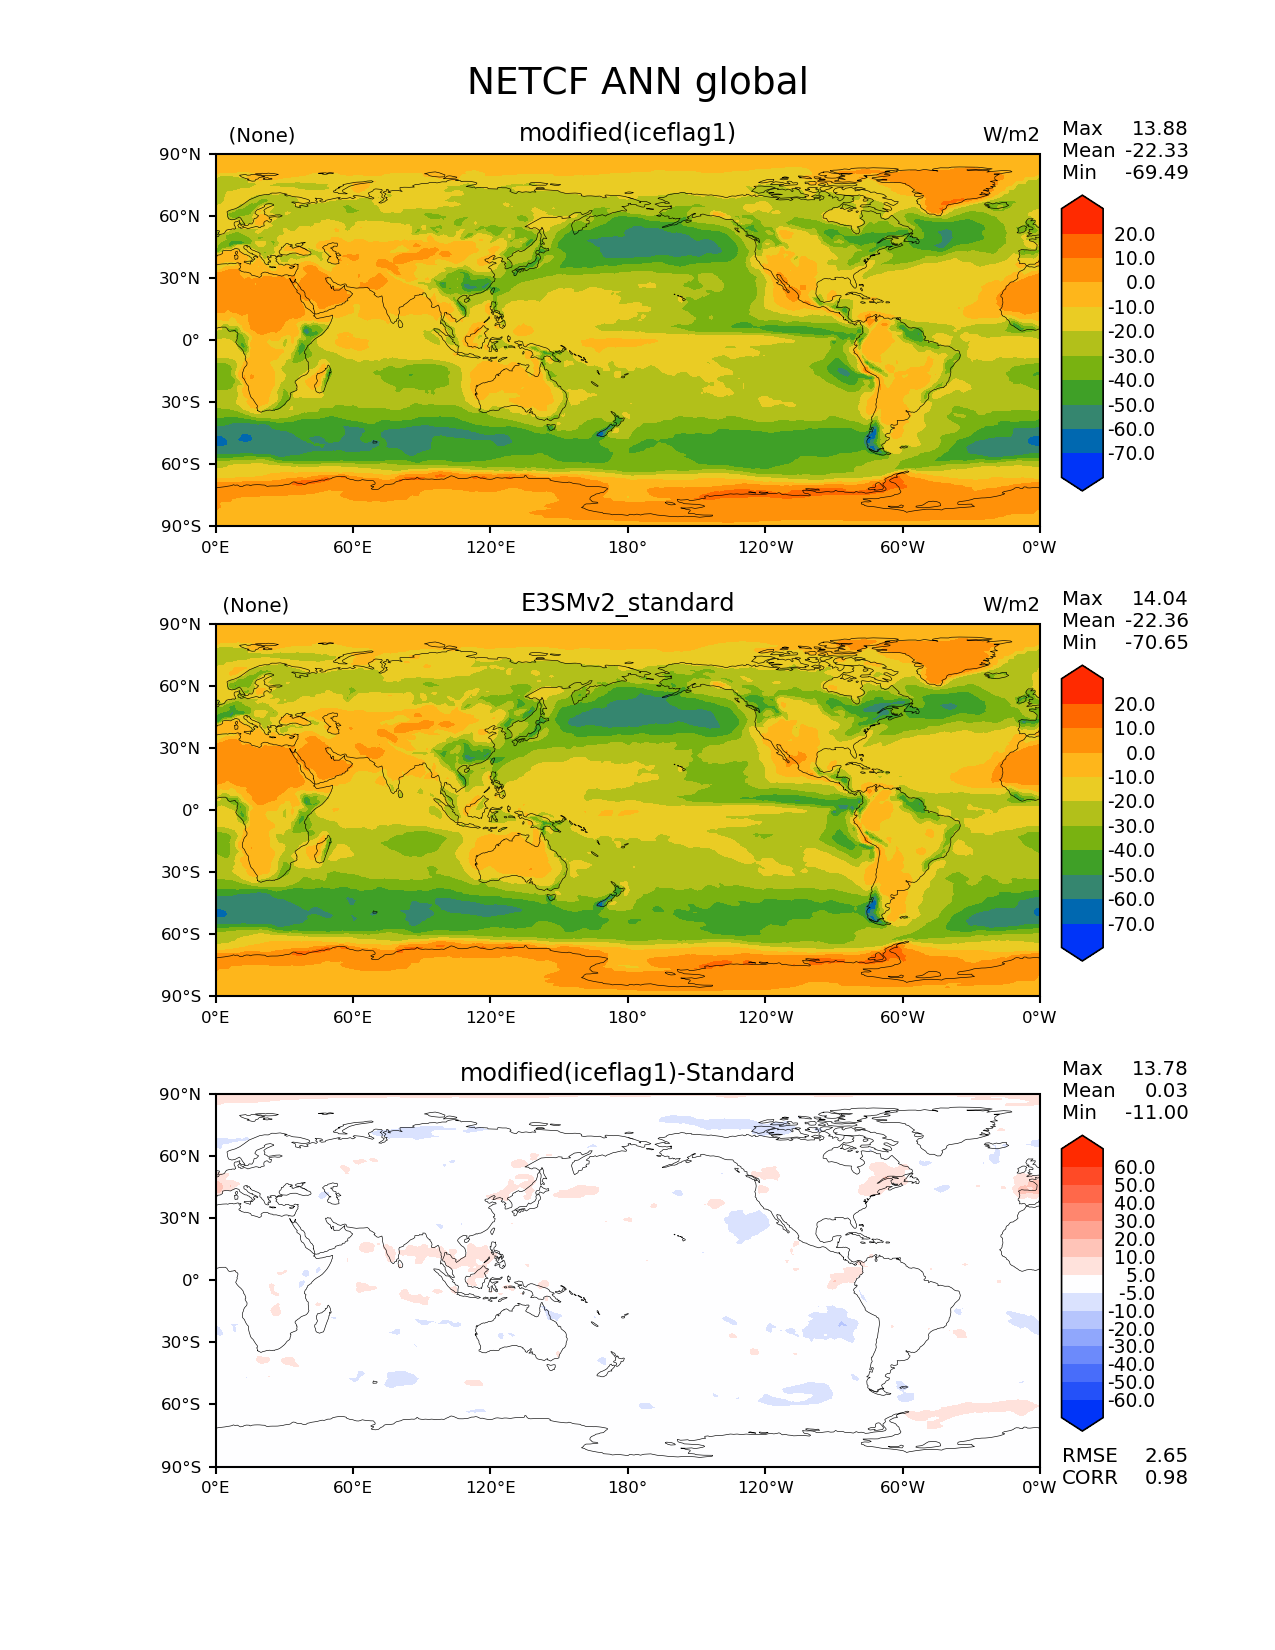 NETCF ANN global
(None) modified(iceflag1) W/m2
Max 13.88
Mean -22.33
Min -69.49
90°N
60°N
30°N
0°
30°S
60°S
90°S
0°E 60°E 120°E 180° 120°W 60°W 0°W
20.0
10.0
0.0
-10.0
-20.0
-30.0
-40.0
-50.0
-60.0
-70.0
(None) E3SMv2_standard W/m2
Max 14.04
Mean -22.36
Min -70.65
90°N
60°N
30°N
0°
30°S
60°S
90°S
0°E 60°E 120°E 180° 120°W 60°W 0°W
20.0
10.0
0.0
-10.0
-20.0
-30.0
-40.0
-50.0
-60.0
-70.0
modified(iceflag1)-Standard
Max 13.78
Mean 0.03
Min -11.00
90°N
60°N
30°N
0°
30°S
60°S
90°S
0°E 60°E 120°E 180° 120°W 60°W 0°W
60.0
50.0
40.0
30.0
20.0
10.0
5.0
-5.0
-10.0
-20.0
-30.0
-40.0
-50.0
-60.0
RMSE 2.65
CORR 0.98